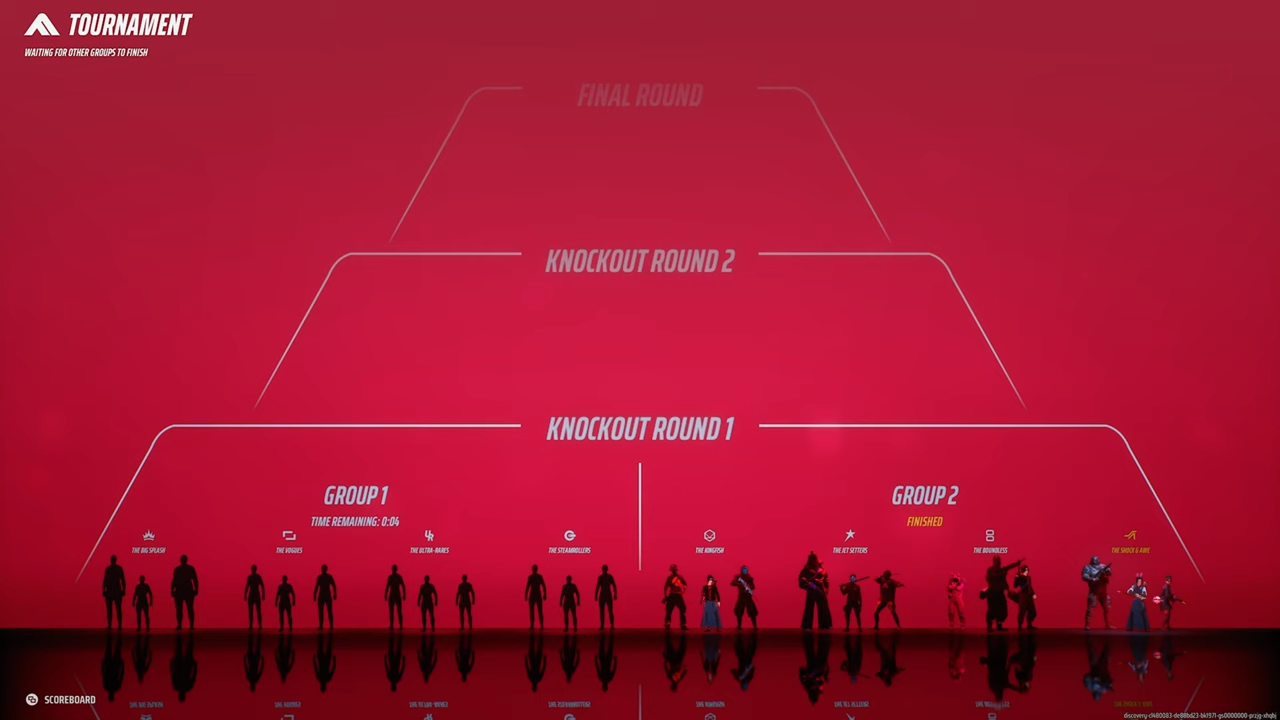 TOURNAMENT
WAITING FOR OTHER GROUPS TO FINISH
FINAL ROUND
KNOCKOUT ROUND 2
KNOCKOUT ROUND 1
GROUP 1
TIME REMAINING: 0:04
GROUP 2
FINISHED
THE BIG SPLASH
THE VOGUES
THE ULTRA-RARES
THE STEAMROLLERS
THE KINGFISH
THE JET SETTERS
THE BOUNDLESS
THE SHOCK & AWE
SCOREBOARD